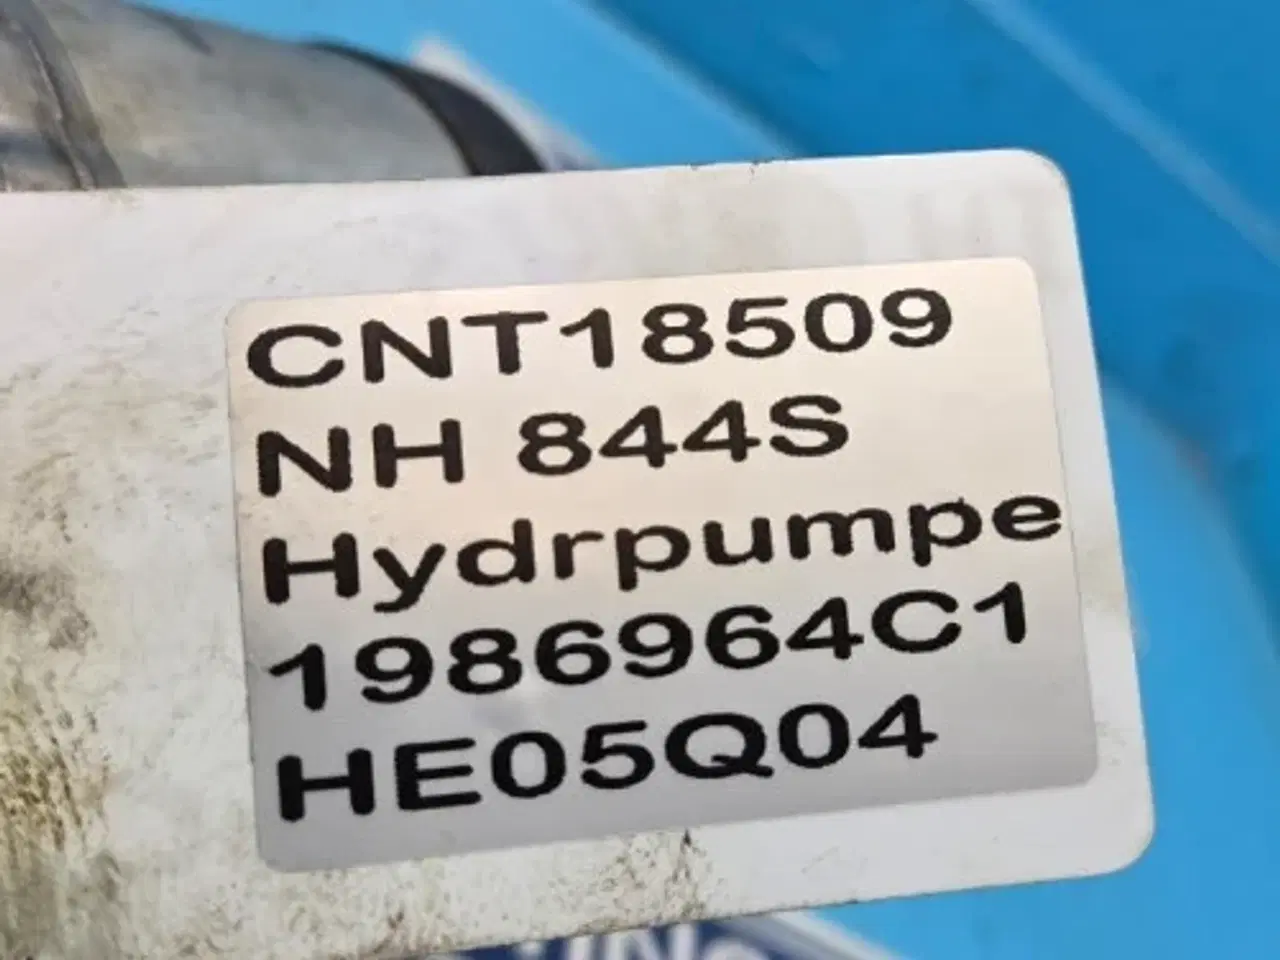 CNT18509
NH 844S
Hydrpumpe
1986964C1
HE05Q04